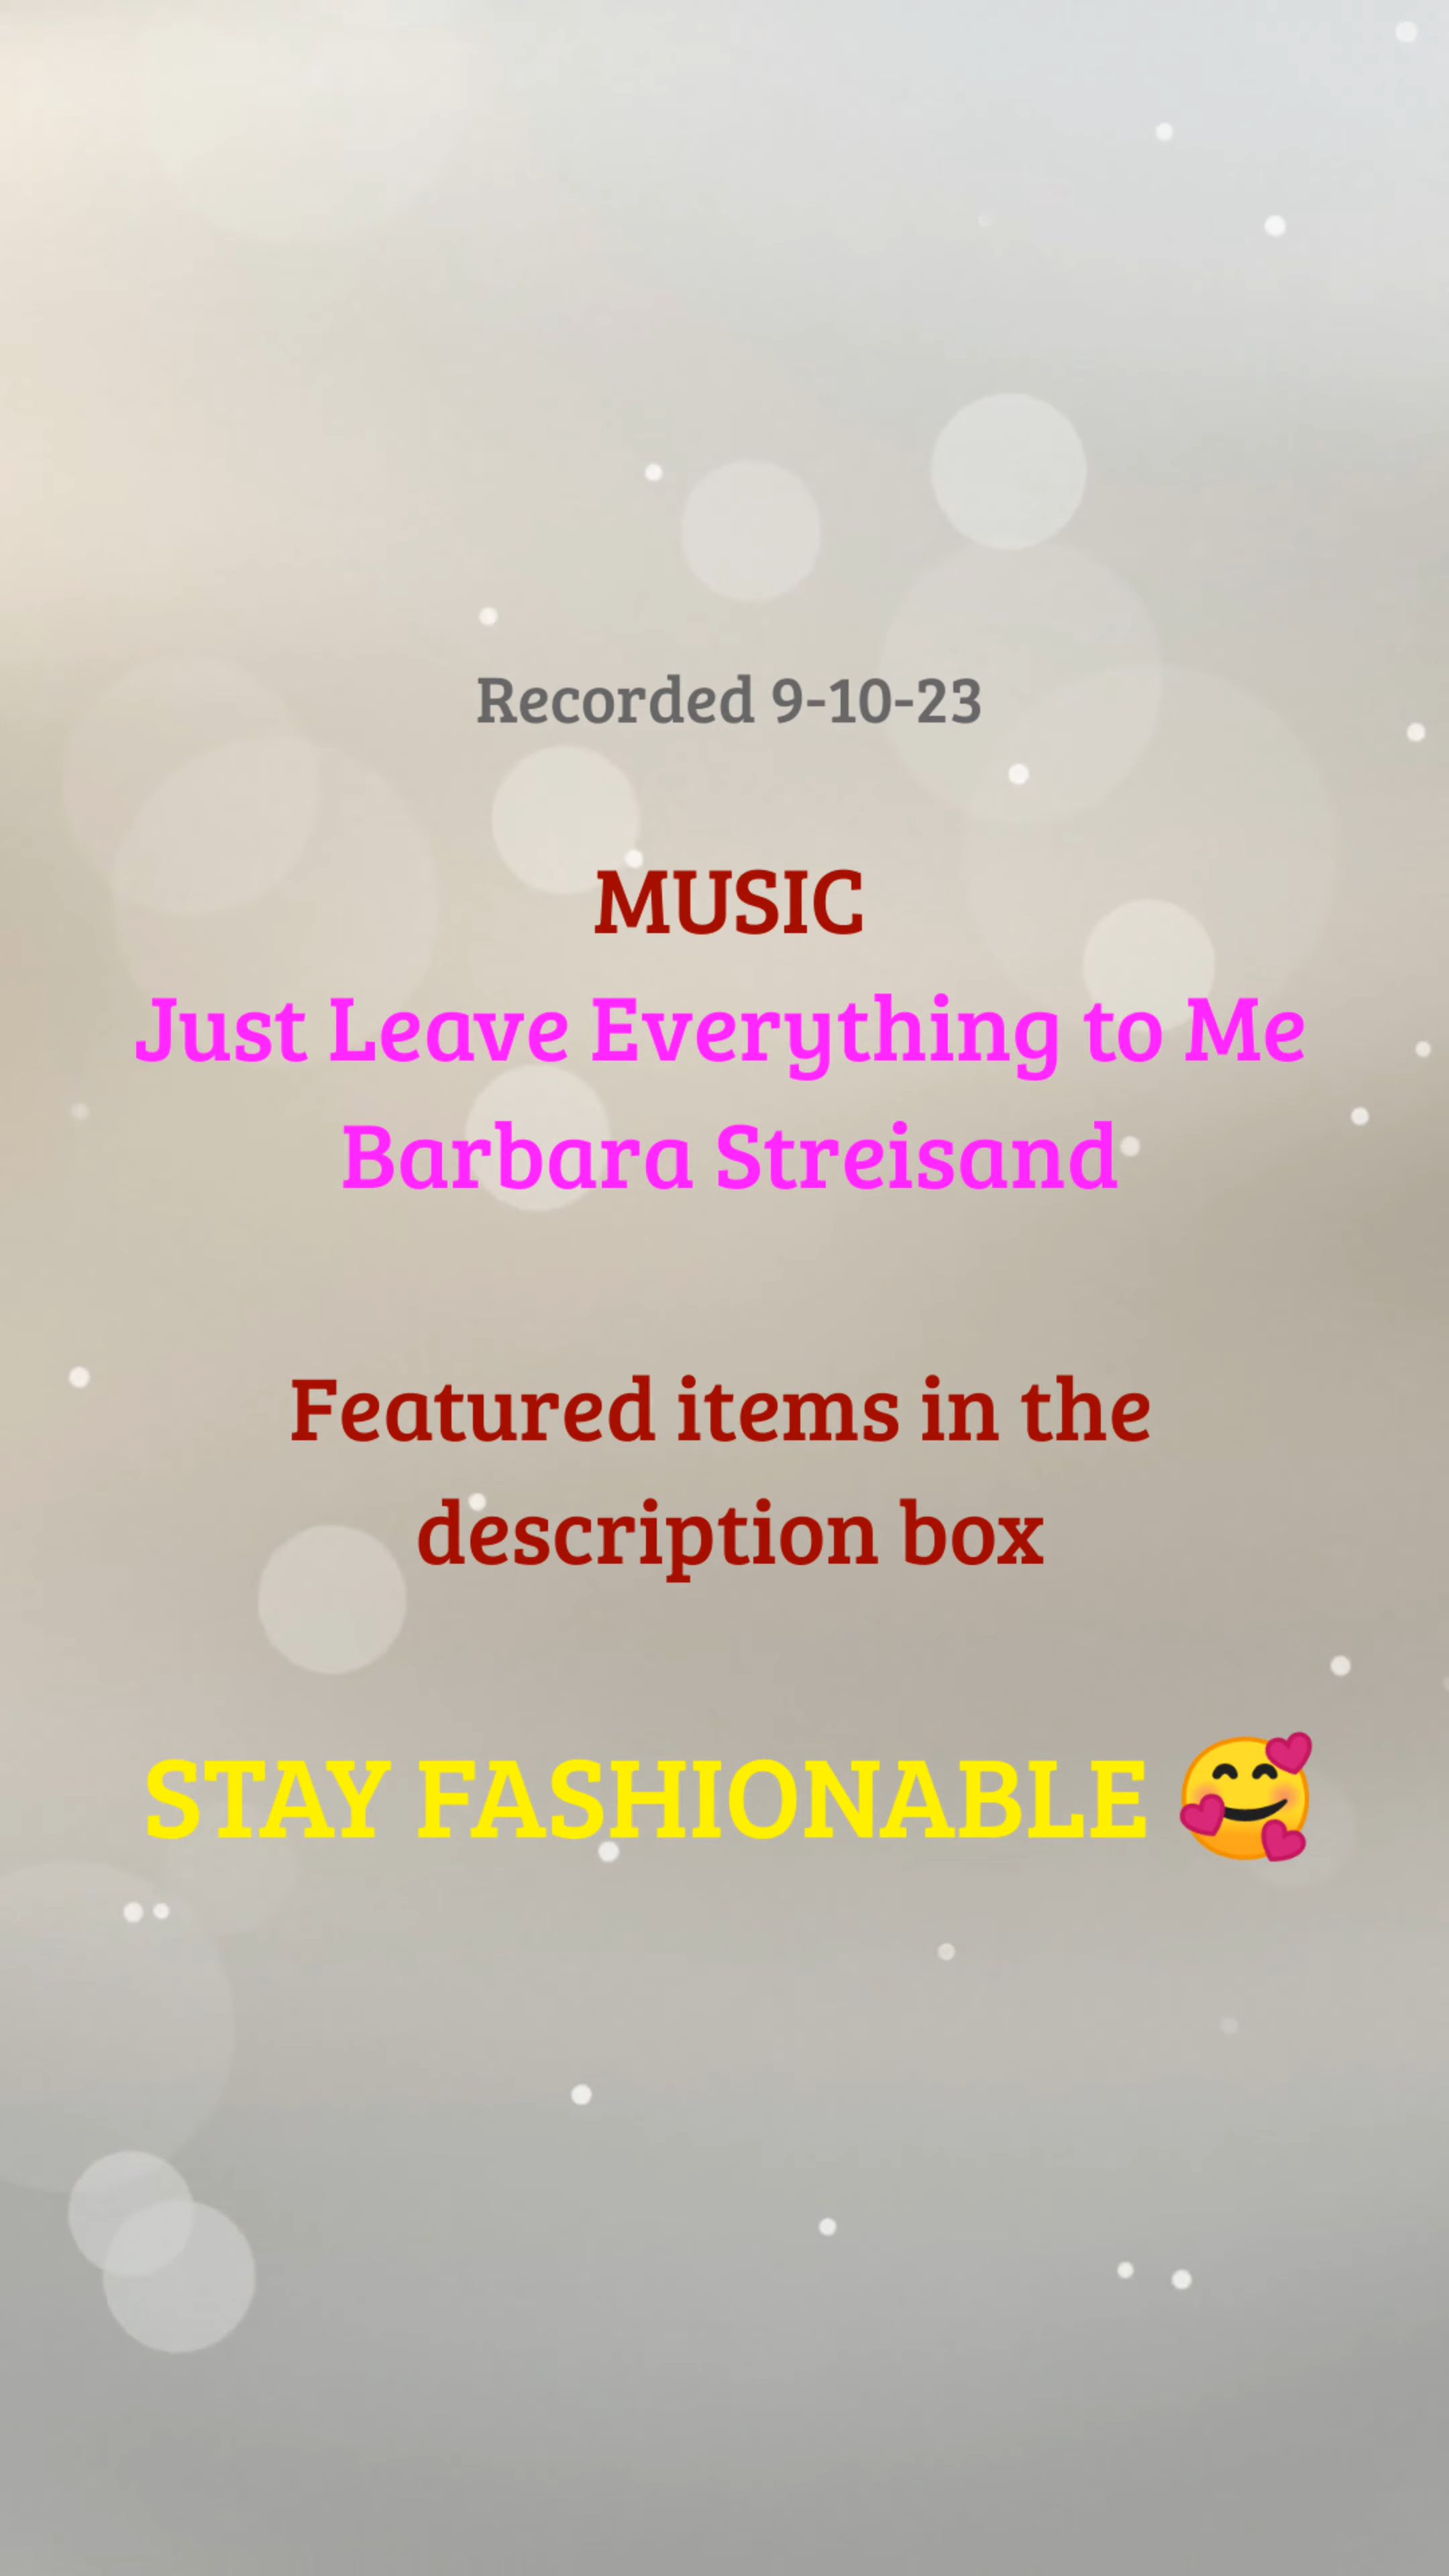 Recorded 9-10-23
MUSIC
Just Leave Everything to Me
Barbara Streisand
Featured items in the
description box
STAY FASHIONABLE 🥰